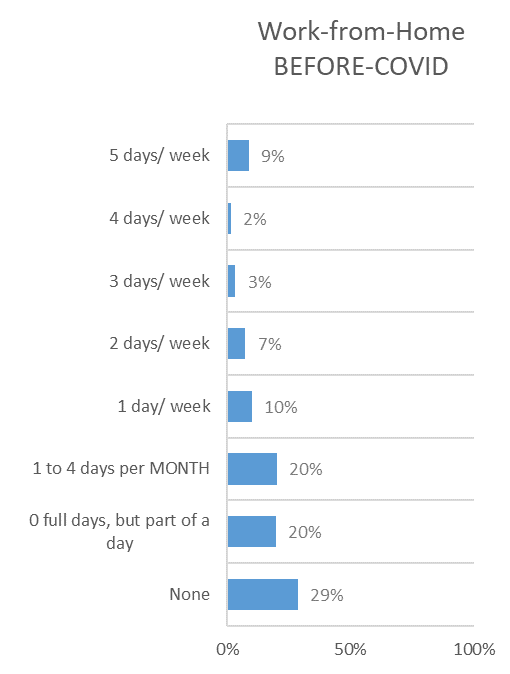 Work-from-Home
BEFORE-COVID
5 days/ week 9%
4 days/ week 2%
3 days/ week 3%
2 days/ week 7%
1 day/ week 10%
1 to 4 days per MONTH 20%
0 full days, but part of a
day 20%
None 29%
0% 50% 100%